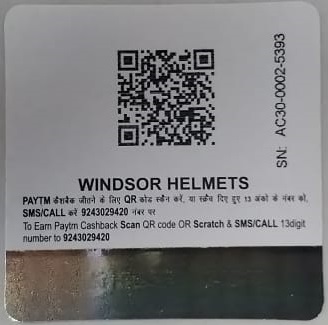 SN: AC30-0002-5393
WINDSOR HELMETS
PAYTM कैशबैक जीतने के लिए QR कोड स्कैन करें, या स्क्रैच दिए हुए 13 अंको के नंबर को,
SMS/CALL करे 9243029420 नंबर पर
To Earn Paytm Cashback Scan QR code OR Scratch & SMS/CALL 13digit
number to 9243029420